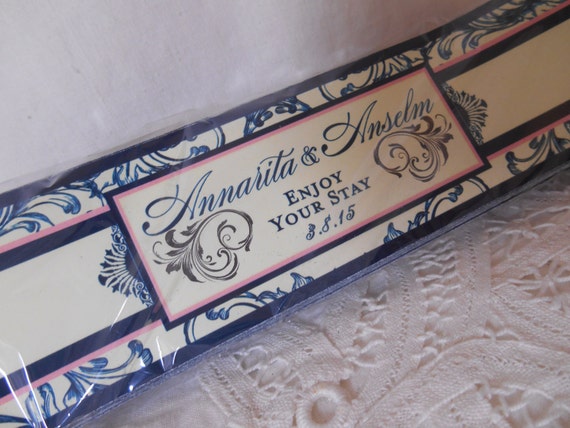 Annarita & Anselm
ENJOY
YOUR STAY
3.8.15